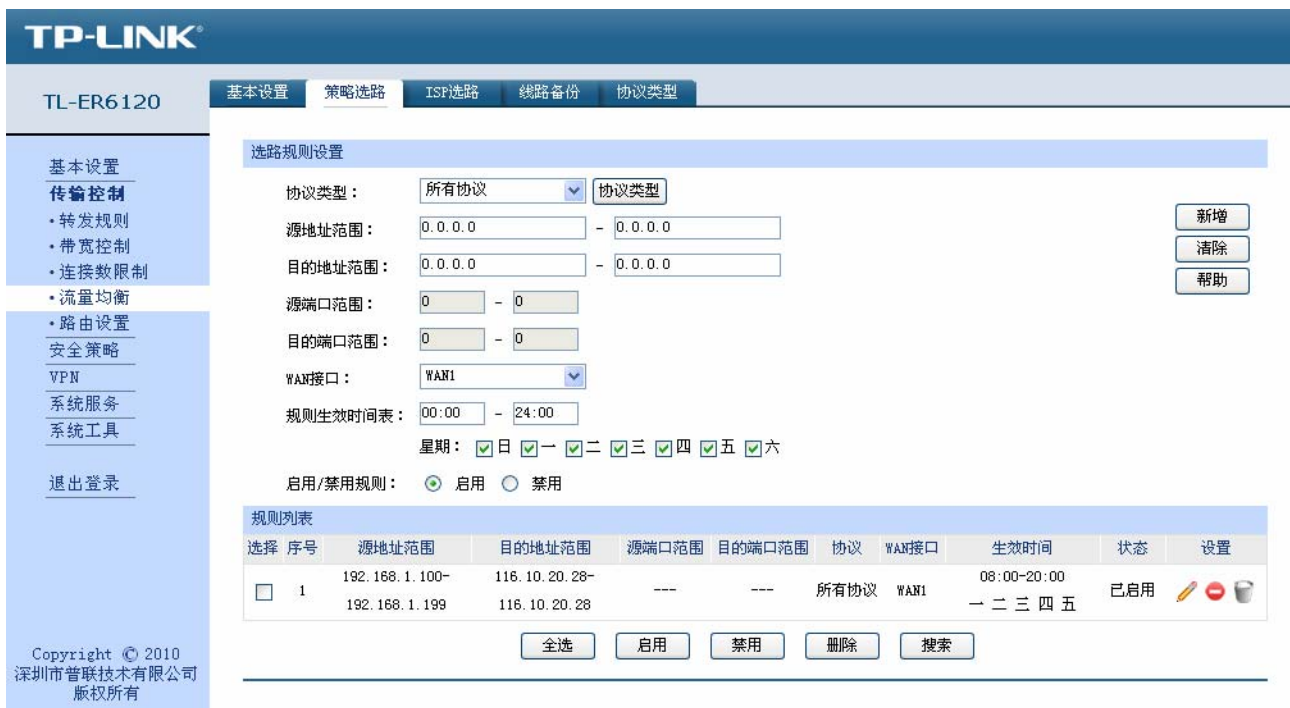 TP-LINK®
TL-ER6120
基本设置 策略选路 ISP选路 线路备份 协议类型
基本设置
传输控制
·转发规则
·带宽控制
·连接数限制
·流量均衡
·路由设置
安全策略
VPN
系统服务
系统工具
退出登录
Copyright © 2010
深圳市普联技术有限公司
版权所有
选路规则设置
协议类型： 所有协议 协议类型
源地址范围： 0.0.0.0 - 0.0.0.0
目的地址范围： 0.0.0.0 - 0.0.0.0
源端口范围： 0 - 0
目的端口范围： 0 - 0
WAN接口： WAN1
规则生效时间表： 00:00 - 24:00
星期： 日 一 二 三 四 五 六
启用/禁用规则： 启用 禁用
新增
清除
帮助
规则列表
选择 序号 源地址范围 目的地址范围 源端口范围 目的端口范围 协议 WAN接口 生效时间 状态 设置
192.168.1.100- 116.10.20.28- 08:00-20:00
1 --- --- 所有协议 WAN1 已启用
192.168.1.199 116.10.20.28 一 二 三 四 五
全选 启用 禁用 删除 搜索